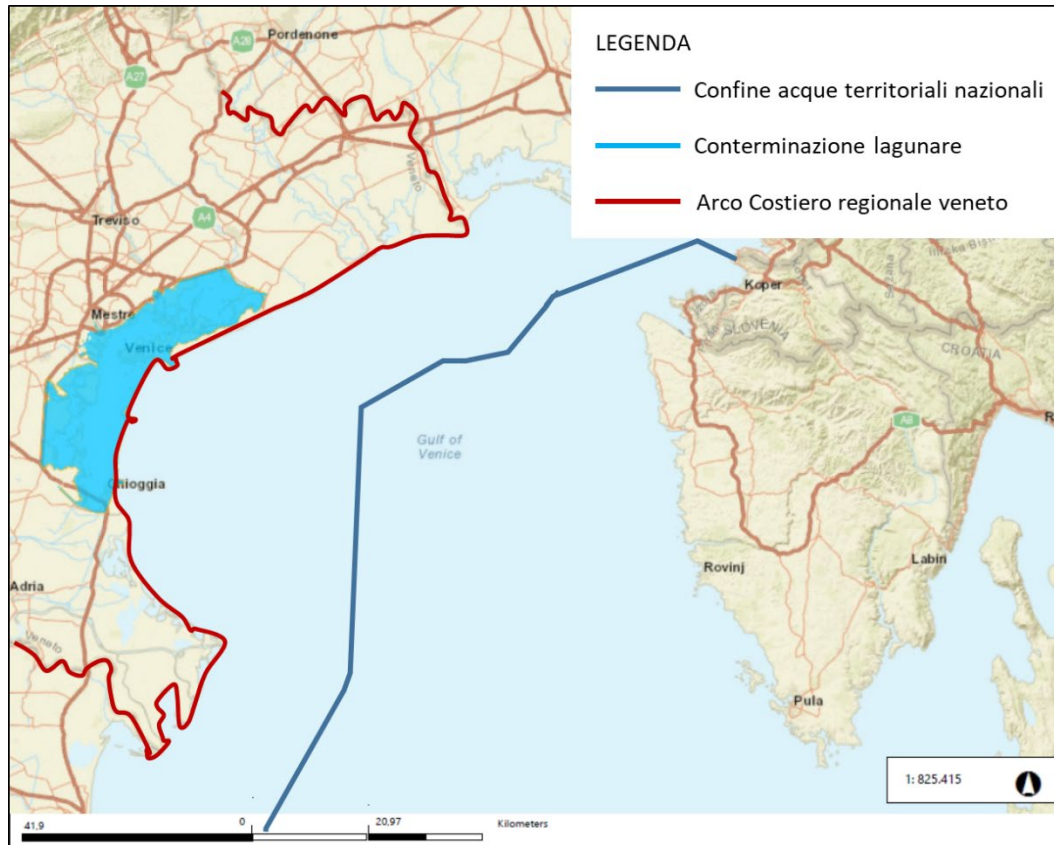 LEGENDA
Confine acque territoriali nazionali
Conterminazione lagunare
Arco Costiero regionale veneto
Pordenone
A28
A27
Veneto
Treviso
A4
Mestre
Venice
Koper
SLOVENIA
CROATIA
A8
Gulf of
Venice
Chioggia
Rovinj
Labin
Adria
Veneto
Pula
1: 825.415
41,9
0
20,97
Kilometers